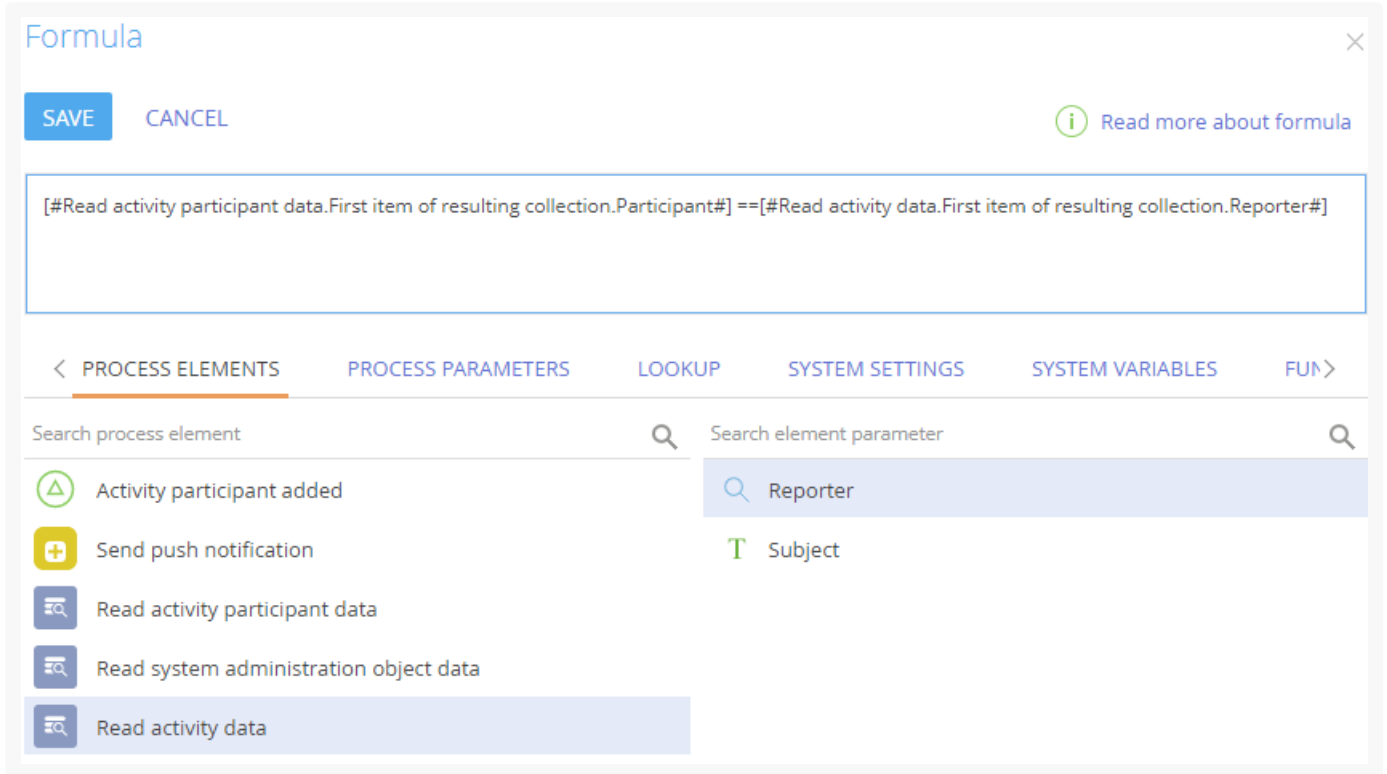 Formula
SAVE CANCEL
Read more about formula
[#Read activity participant data.First item of resulting collection.Participant#] ==[#Read activity data.First item of resulting collection.Reporter#]
PROCESS ELEMENTS PROCESS PARAMETERS LOOKUP SYSTEM SETTINGS SYSTEM VARIABLES FUN
Search process element Search element parameter
Activity participant added Reporter
Send push notification T Subject
Read activity participant data
Read system administration object data
Read activity data